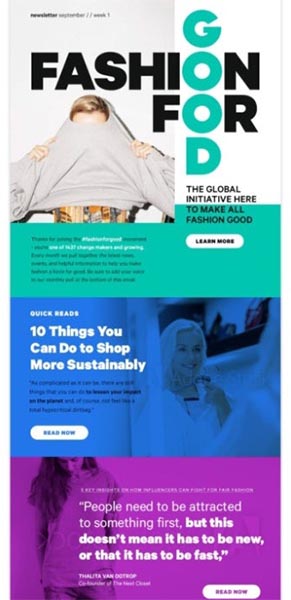 newsletter september // week 1
GOOD
FASHION
FOR
THE GLOBAL
INITIATIVE HERE
TO MAKE ALL
FASHION GOOD
LEARN MORE
Thanks for joining the #fashionforgood movement
- you're one of 1437 change makers and growing.
Every month we pull together the latest news,
events, and helpful information to help you make
fashion a force for good. Be sure to add your voice
to our monthly poll at the bottom of this email.
QUICK READS
10 Things You
Can Do to Shop
More Sustainably
"As complicated as it can be, there are still
things that you can do to lessen your impact
on the planet and, of course, not feel like a
total hypocritical dirtbag."
READ NOW
5 KEY INSIGHTS ON HOW INFLUENCERS CAN FIGHT FOR FAIR FASHION
“People need to be attracted
to something first, but this
doesn’t mean it has to be new,
or that it has to be fast,”
THALITA VAN OGTROP
Co-founder of The Next Closet
READ NOW